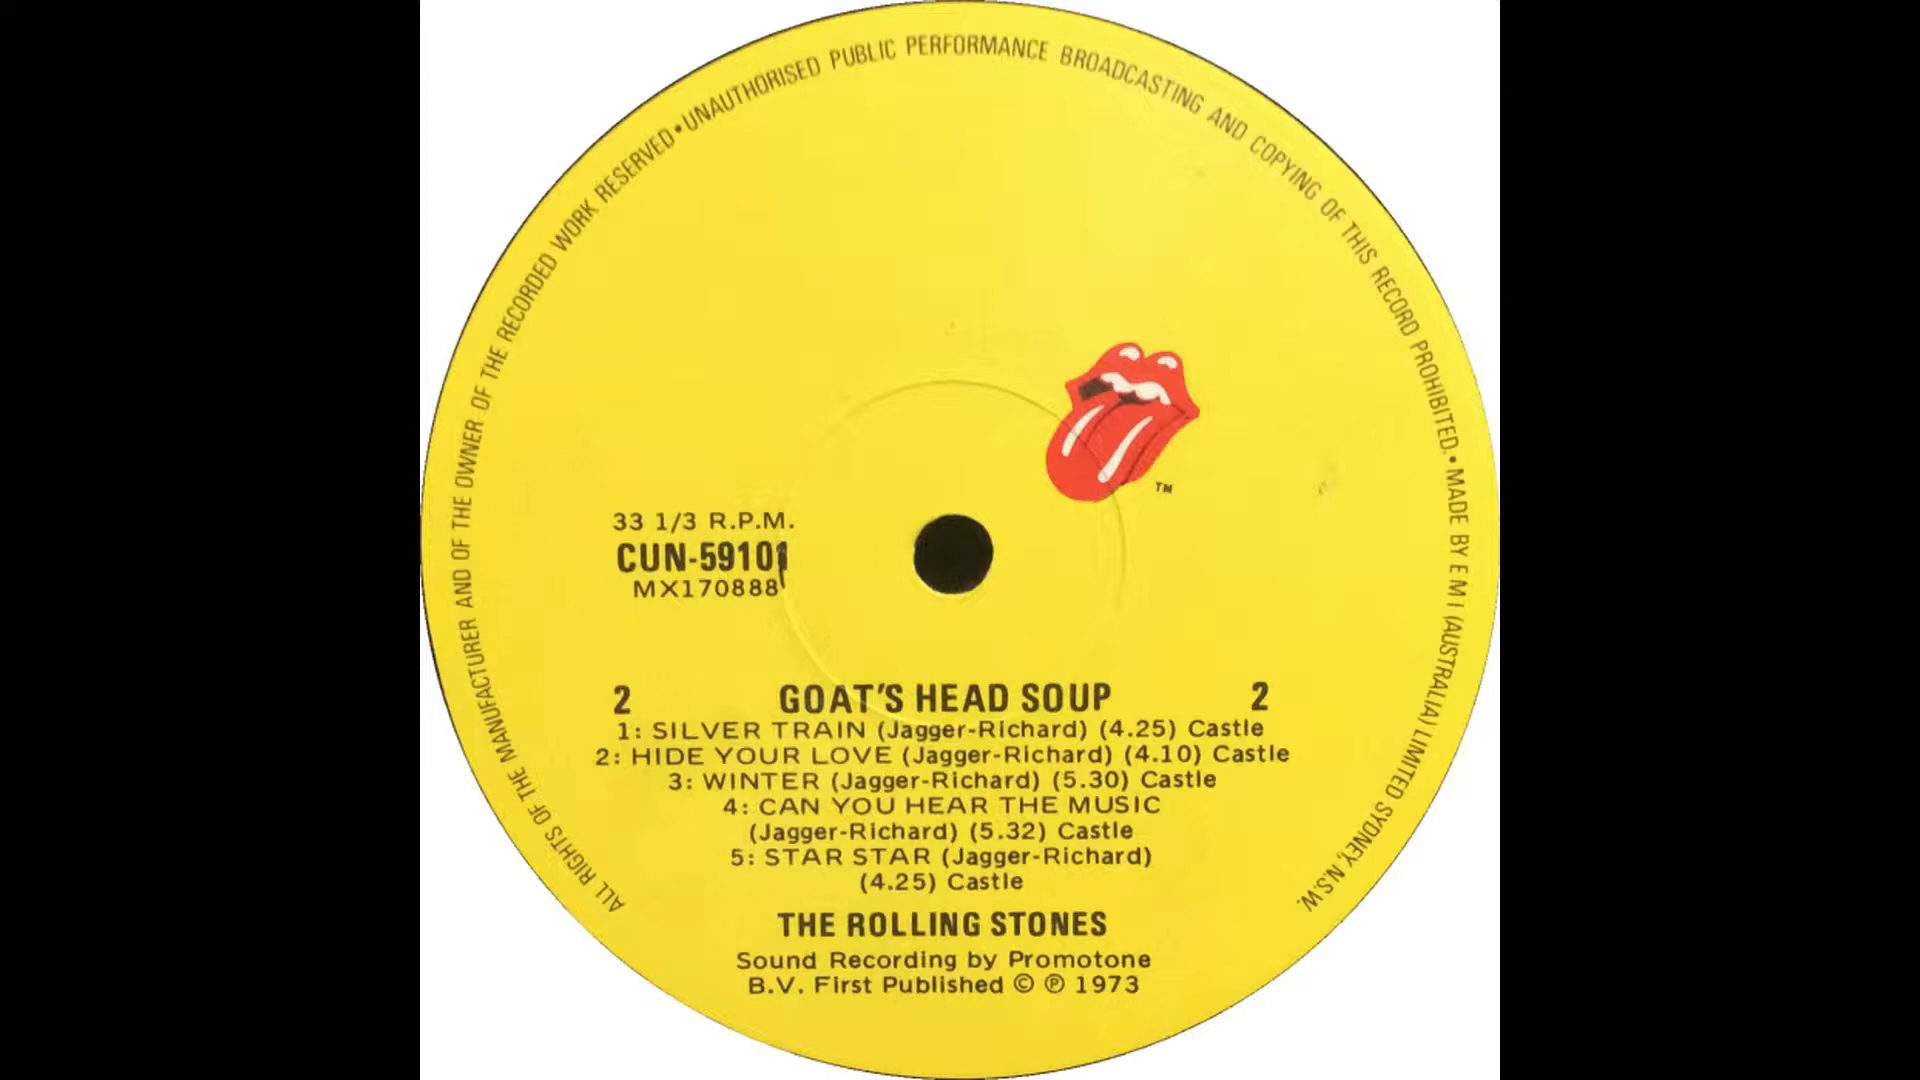 ALL RIGHTS OF THE MANUFACTURER AND OF THE OWNER OF THE RECORDED WORK RESERVED • UNAUTHORISED PUBLIC PERFORMANCE BROADCASTING AND COPYING OF THIS RECORD PROHIBITED. • MADE BY E M I (AUSTRALIA) LIMITED SYDNEY, N.S.W.
TM
33 1/3 R.P.M.
CUN-59101
MX170888
2 GOAT'S HEAD SOUP 2
1: SILVER TRAIN (Jagger-Richard) (4.25) Castle
2: HIDE YOUR LOVE (Jagger-Richard) (4.10) Castle
3: WINTER (Jagger-Richard) (5.30) Castle
4: CAN YOU HEAR THE MUSIC
(Jagger-Richard) (5.32) Castle
5: STAR STAR (Jagger-Richard)
(4.25) Castle
THE ROLLING STONES
Sound Recording by Promotone
B.V. First Published © ℗ 1973